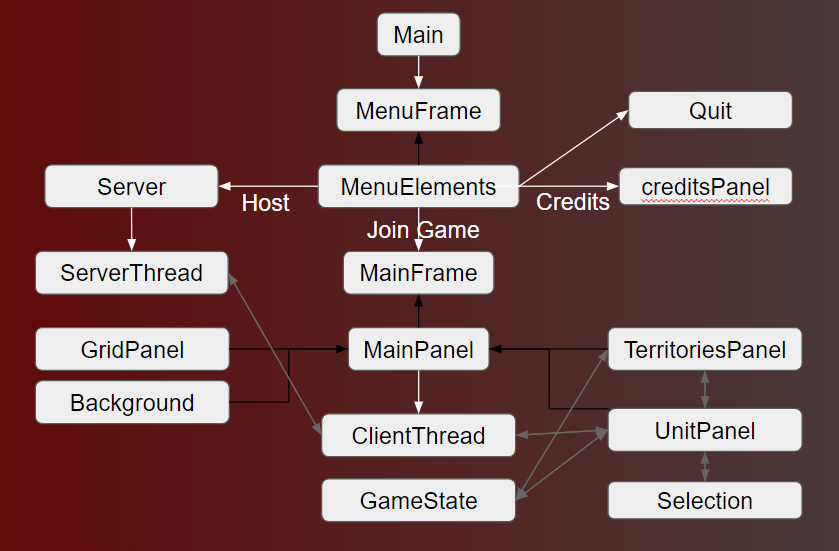 Main
MenuFrame
Quit
Server
MenuElements
creditsPanel
Host
Credits
Join Game
ServerThread
MainFrame
GridPanel
MainPanel
TerritoriesPanel
Background
ClientThread
UnitPanel
GameState
Selection